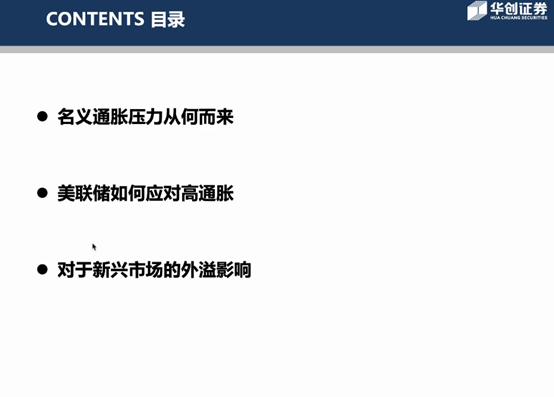 CONTENTS 目录
华创证券
HUA CHUANG SECURITIES
● 名义通胀压力从何而来
● 美联储如何应对高通胀
● 对于新兴市场的外溢影响